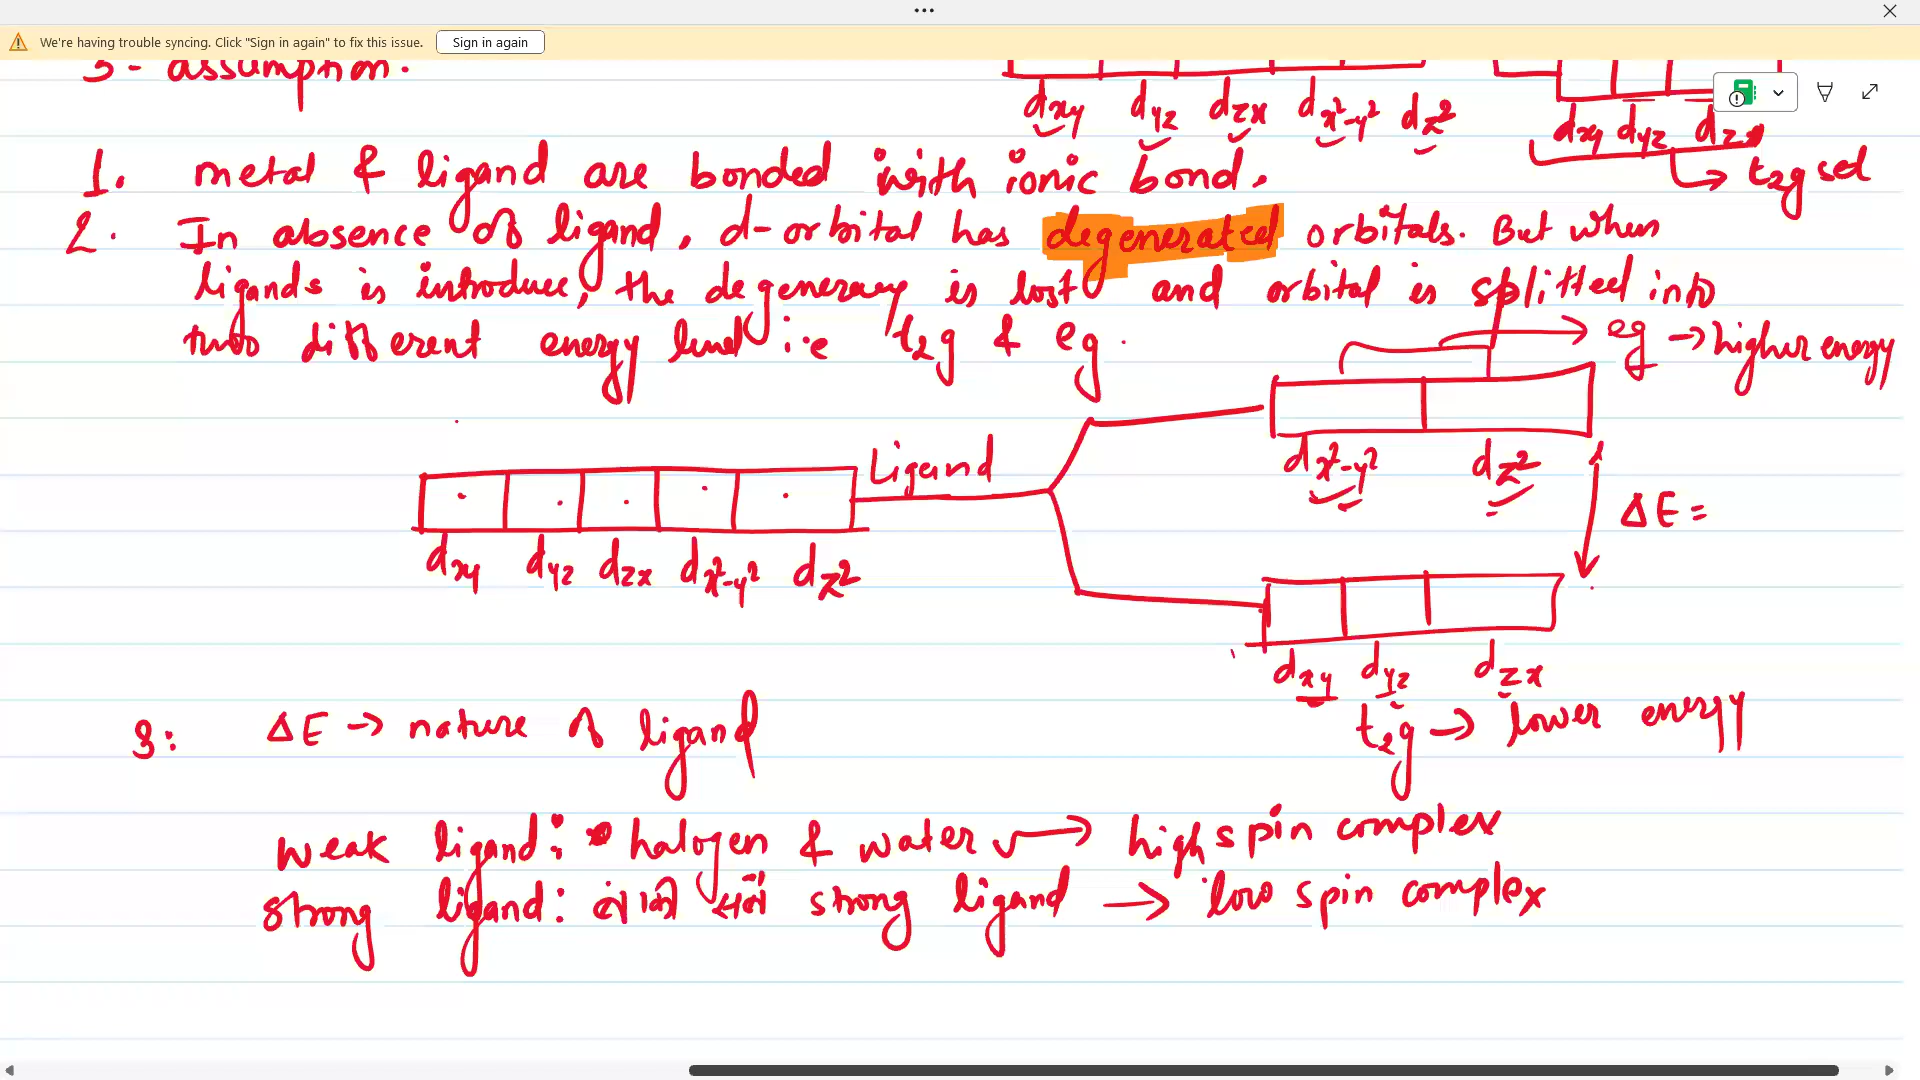 We're having trouble syncing. Click "Sign in again" to fix this issue. Sign in again
3 - assumption.
dxy dyz dzx dx²-y² dz²
dxy dyz dzx
→ t2g set
1. metal & ligand are bonded with ionic bond.
2. In absence of ligand, d-orbital has degenerated orbitals. But when
ligands is introduce, the degeneracy is lost and orbital is splitted into
two different energy level i.e t2g & eg.
eg → higher energy
Ligand
dx²-y² dz²
ΔE =
dxy dyz dzx dx²-y² dz²
dxy dyz dzx
t2g → lower energy
3: ΔE → nature of ligand
weak ligand: halogen & water → high spin complex
strong ligand: strong ligand → low spin complex